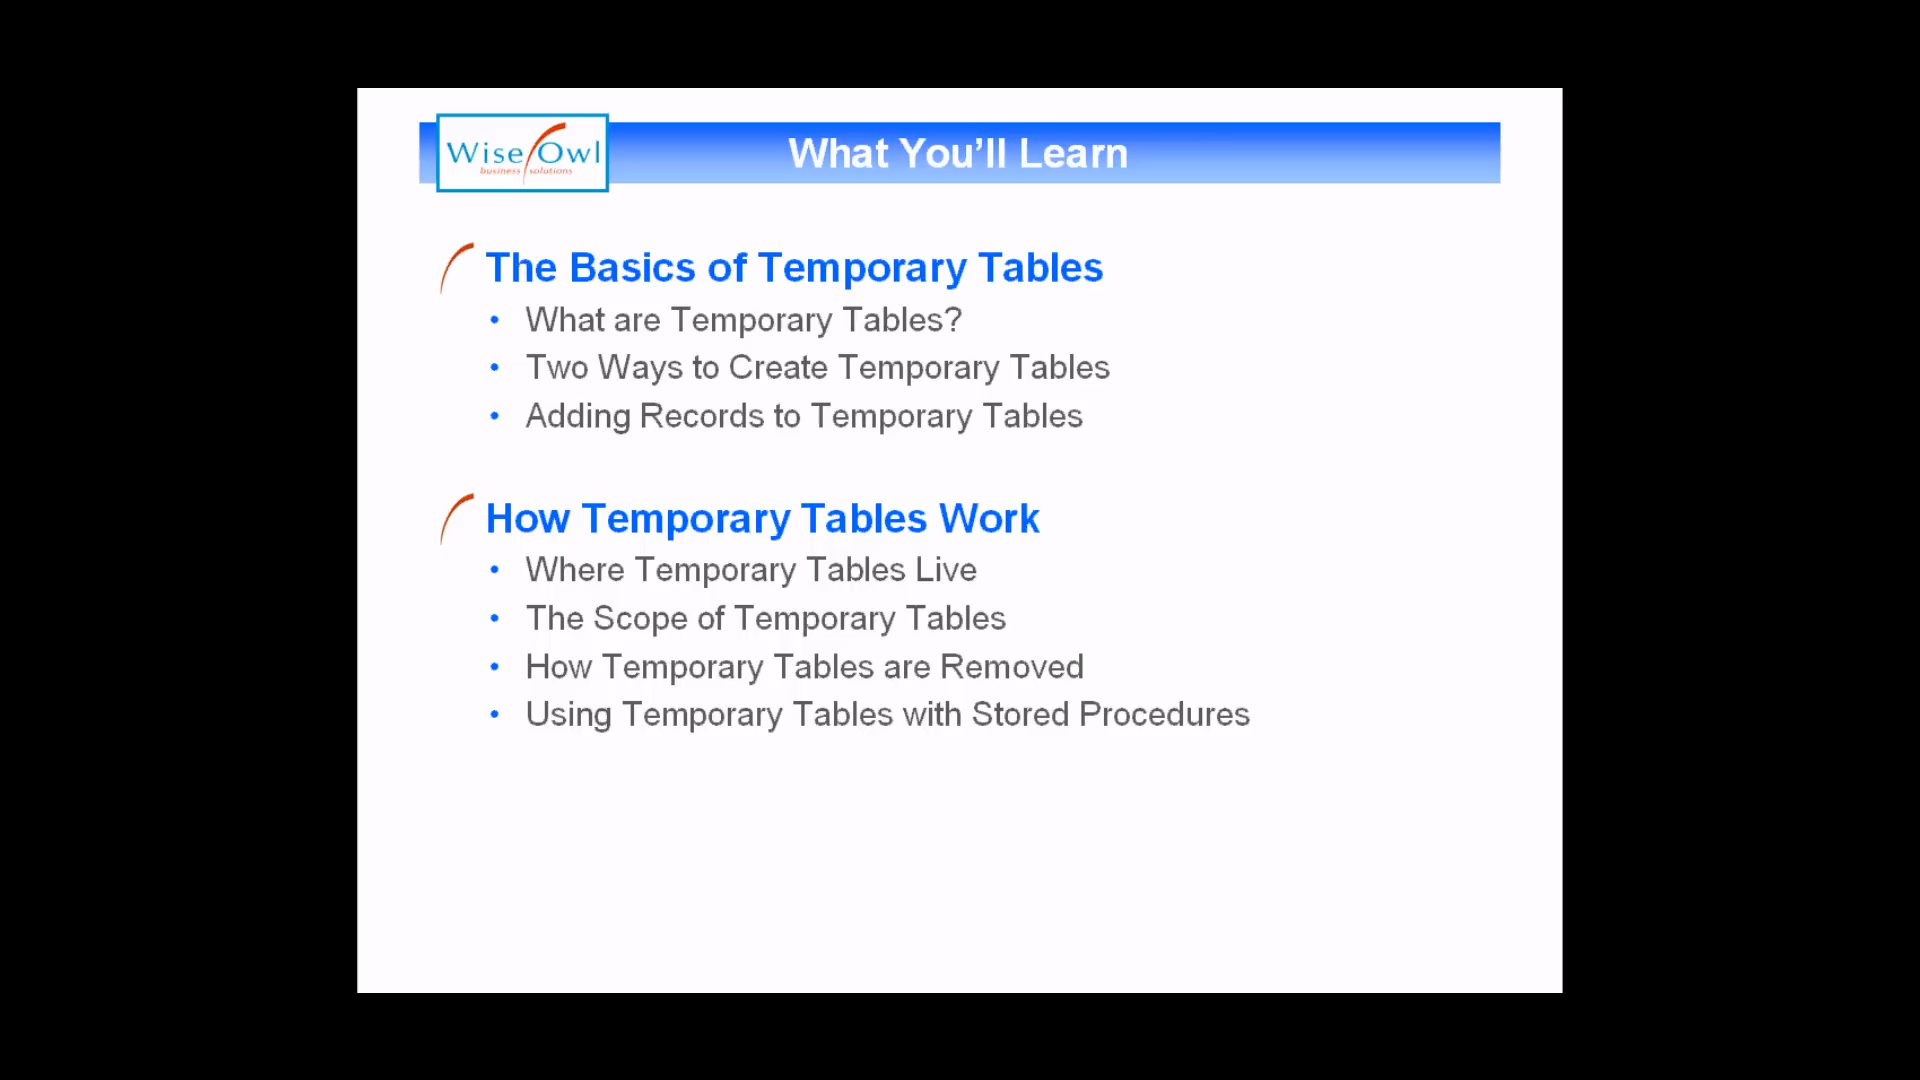 Wise Owl
business solutions
What You’ll Learn
The Basics of Temporary Tables
• What are Temporary Tables?
• Two Ways to Create Temporary Tables
• Adding Records to Temporary Tables
How Temporary Tables Work
• Where Temporary Tables Live
• The Scope of Temporary Tables
• How Temporary Tables are Removed
• Using Temporary Tables with Stored Procedures